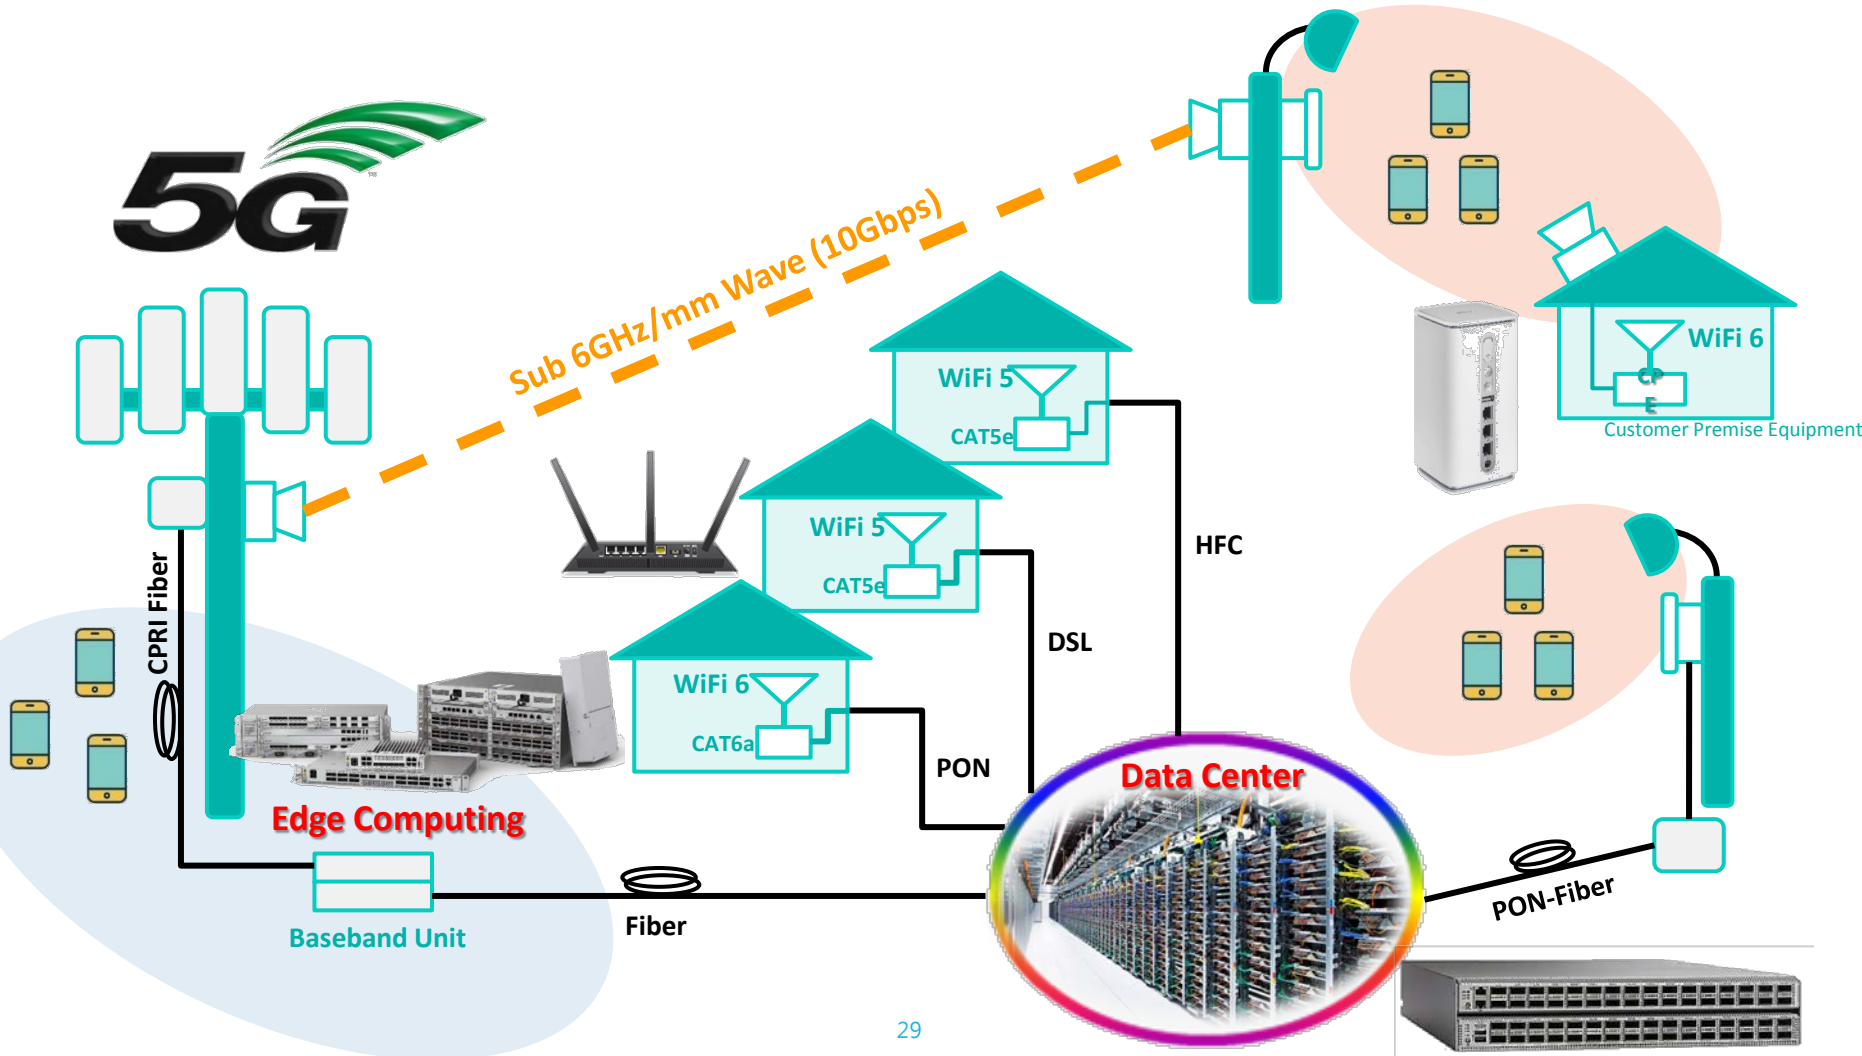 5G
Sub 6GHz/mm Wave (10Gbps)
WiFi 6
CP
E
Customer Premise Equipment
WiFi 5
CAT5e
WiFi 5
CAT5e
WiFi 6
CAT6a
HFC
DSL
PON
CPRI Fiber
Edge Computing
Baseband Unit
Fiber
Data Center
PON-Fiber
29